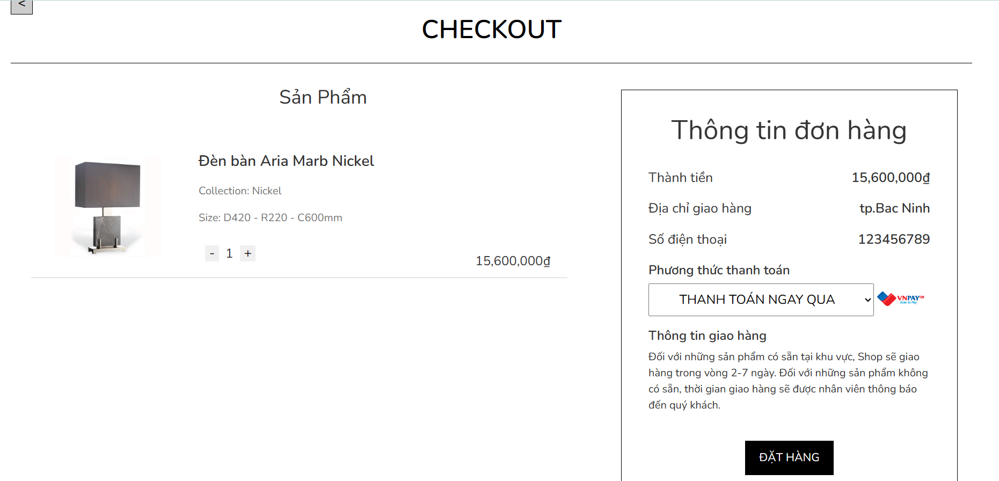 <
CHECKOUT
Sản Phẩm
Đèn bàn Aria Marb Nickel
Collection: Nickel
Size: D420 - R220 - C600mm
- 1 +
15,600,000₫
Thông tin đơn hàng
Thành tiền 15,600,000₫
Địa chỉ giao hàng tp.Bac Ninh
Số điện thoại 123456789
Phương thức thanh toán
THANH TOÁN NGAY QUA VNPAYQR
Scan to Pay
Thông tin giao hàng
Đối với những sản phẩm có sẵn tại khu vực, Shop sẽ giao
hàng trong vòng 2-7 ngày. Đối với những sản phẩm không
có sẵn, thời gian giao hàng sẽ được nhân viên thông báo
đến quý khách.
ĐẶT HÀNG